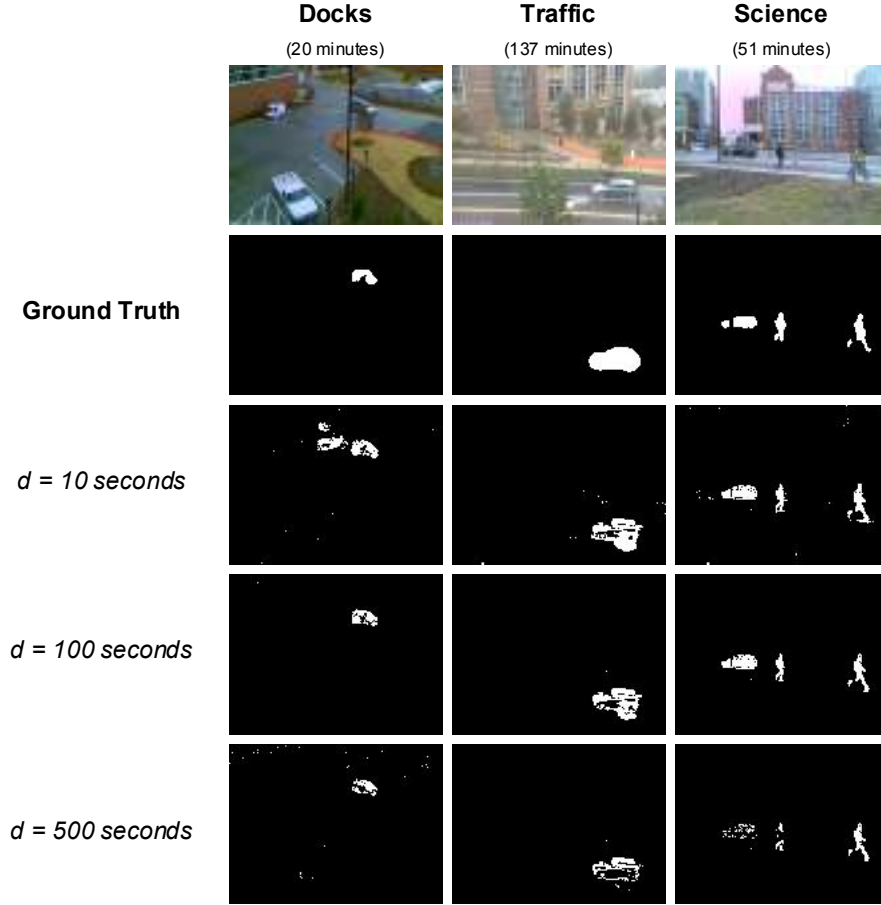 Docks Traffic Science
(20 minutes) (137 minutes) (51 minutes)
Ground Truth
d = 10 seconds
d = 100 seconds
d = 500 seconds